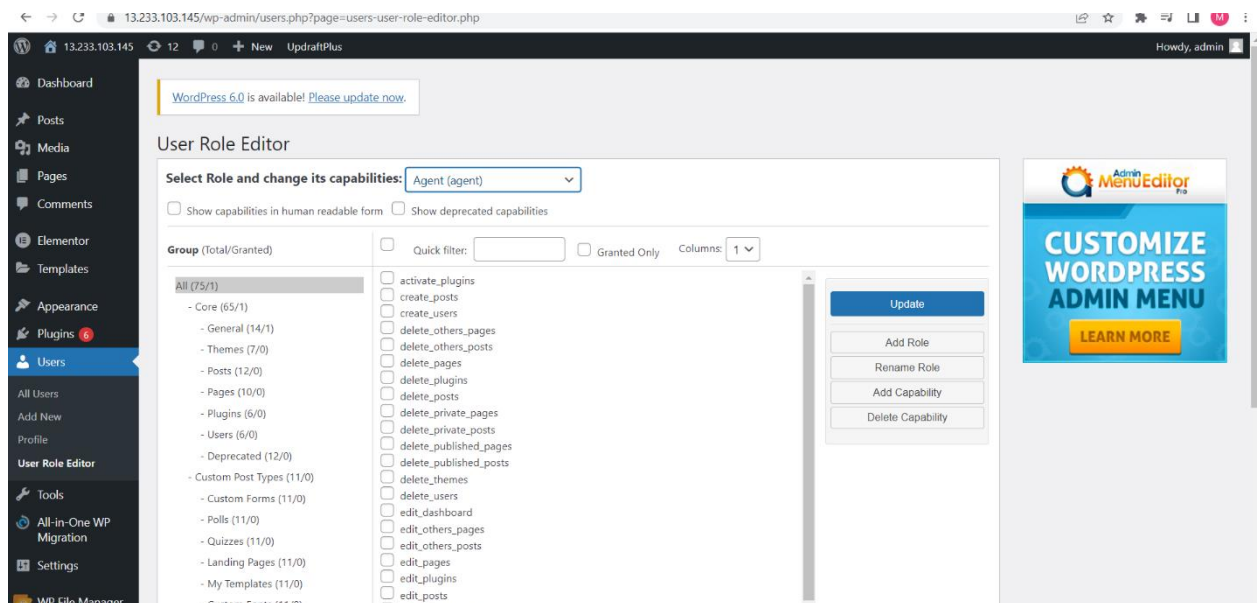 13.233.103.145/wp-admin/users.php?page=users-user-role-editor.php
M
13.233.103.145 12 0 + New UpdraftPlus Howdy, admin
Dashboard
Posts
Media
Pages
Comments
Elementor
Templates
Appearance
Plugins 6
Users
All Users
Add New
Profile
User Role Editor
Tools
All-in-One WP
Migration
Settings
WP File Manager
WordPress 6.0 is available! Please update now.
User Role Editor
Select Role and change its capabilities: Agent (agent)
Show capabilities in human readable form Show deprecated capabilities
Group (Total/Granted)
Quick filter: Granted Only Columns: 1
All (75/1)
- Core (65/1)
- General (14/1)
- Themes (7/0)
- Posts (12/0)
- Pages (10/0)
- Plugins (6/0)
- Users (6/0)
- Deprecated (12/0)
- Custom Post Types (11/0)
- Custom Forms (11/0)
- Polls (11/0)
- Quizzes (11/0)
- Landing Pages (11/0)
- My Templates (11/0)
activate_plugins
create_posts
create_users
delete_others_pages
delete_others_posts
delete_pages
delete_plugins
delete_posts
delete_private_pages
delete_private_posts
delete_published_pages
delete_published_posts
delete_themes
delete_users
edit_dashboard
edit_others_pages
edit_others_posts
edit_pages
edit_plugins
edit_posts
Update
Add Role
Rename Role
Add Capability
Delete Capability
Admin
MenuEditor
Pro
CUSTOMIZE
WORDPRESS
ADMIN MENU
LEARN MORE